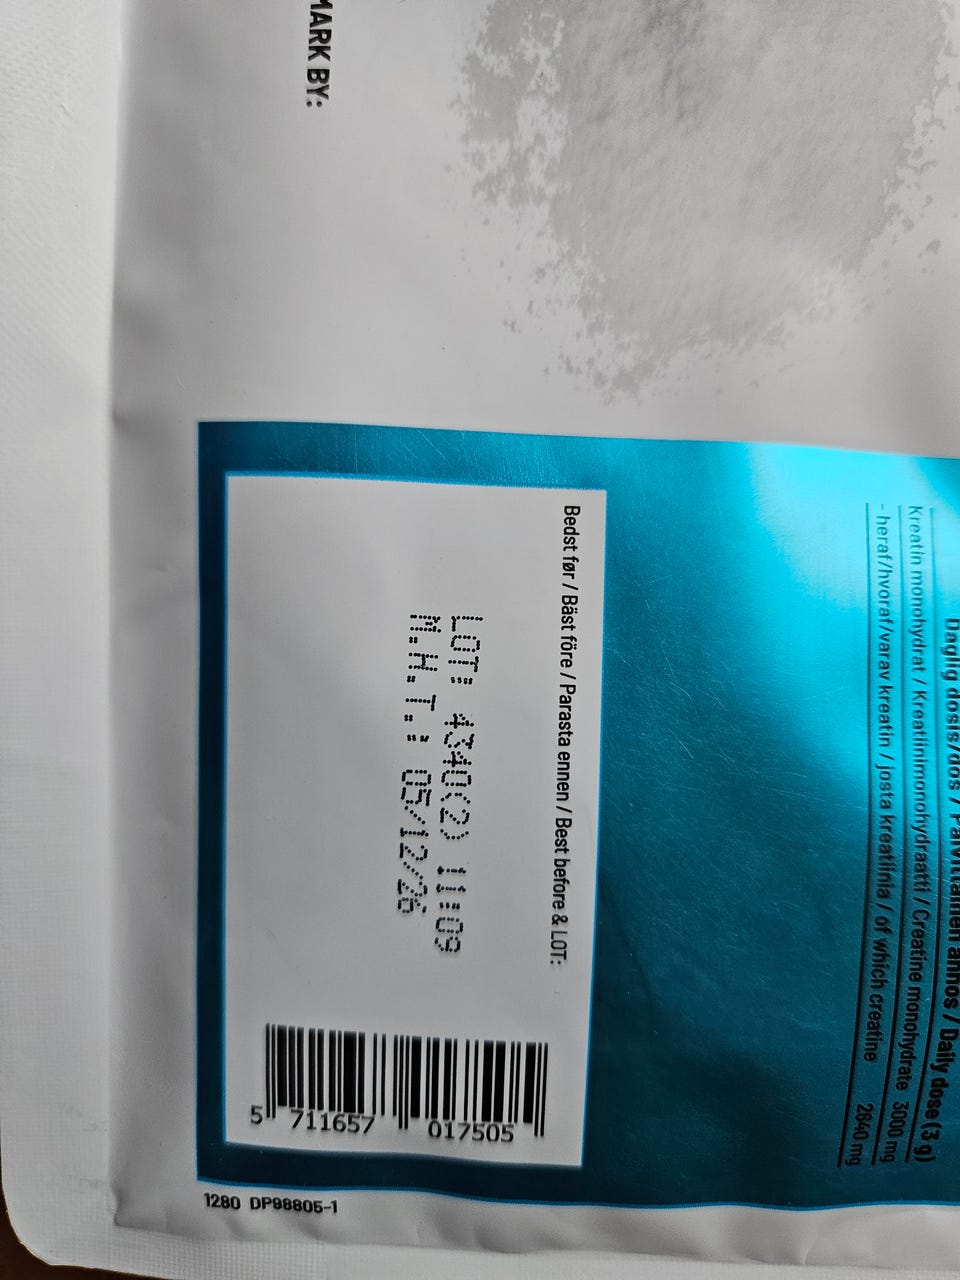 MARK BY:
Daglig dosis/dos / Päivittäinen annos / Daily dose (3 g)
Kreatin monohydrat / Kreatiinimonohydraatti / Creatine monohydrate 3000 mg
- heraf/hvoraf/varav kreatin / josta kreatiinia / of which creatine 2640 mg
Bedst før / Bäst före / Parasta ennen / Best before & LOT:
LOT: 4340(2) 11:09
M.H.T.: 05/12/26
5 711657 017505
1280 DP98805-1